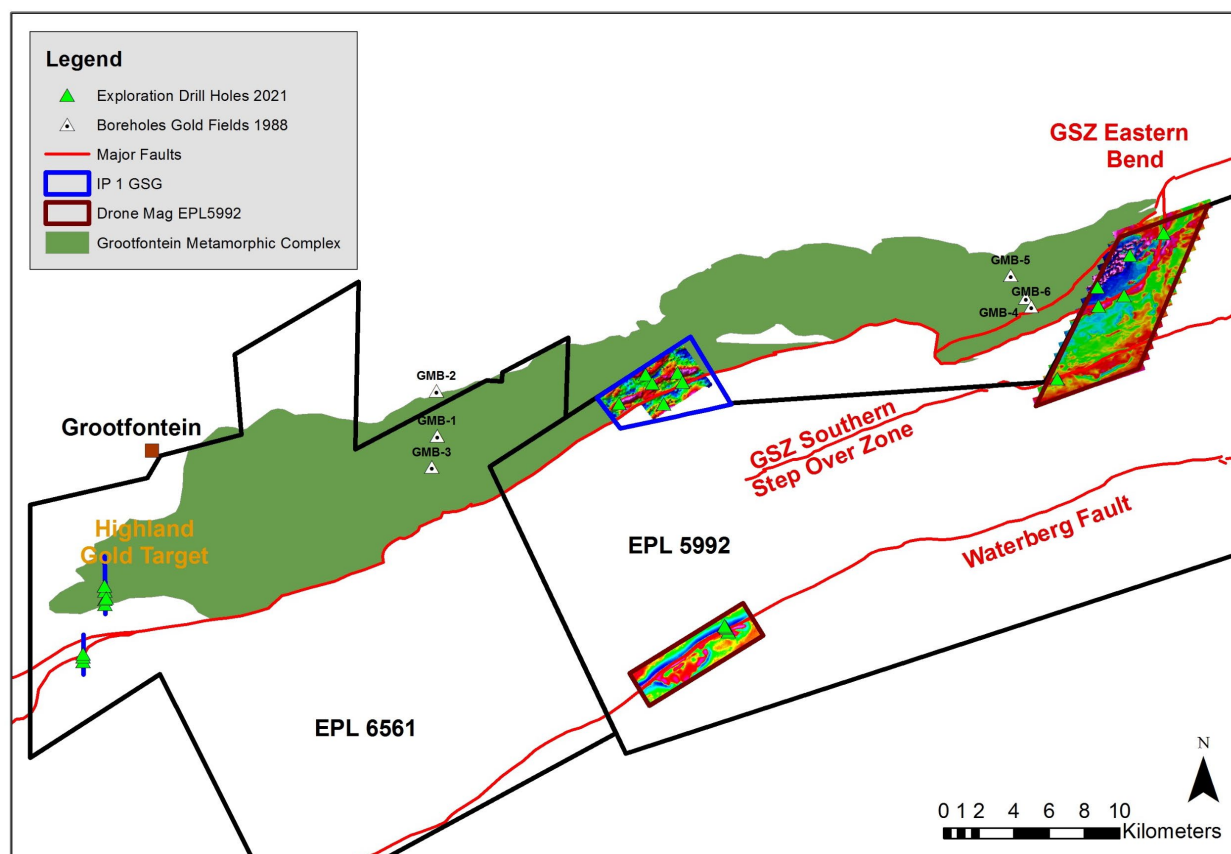 Legend
Exploration Drill Holes 2021
Boreholes Gold Fields 1988
Major Faults
IP 1 GSG
Drone Mag EPL5992
Grootfontein Metamorphic Complex
GSZ Eastern
Bend
GMB-5
GMB-6
GMB-4
GMB-2
GMB-1
GMB-3
Grootfontein
GSZ Southern
Step Over Zone
Highland
Gold Target
Waterberg Fault
EPL 5992
EPL 6561
N
0 1 2 4 6 8 10
Kilometers